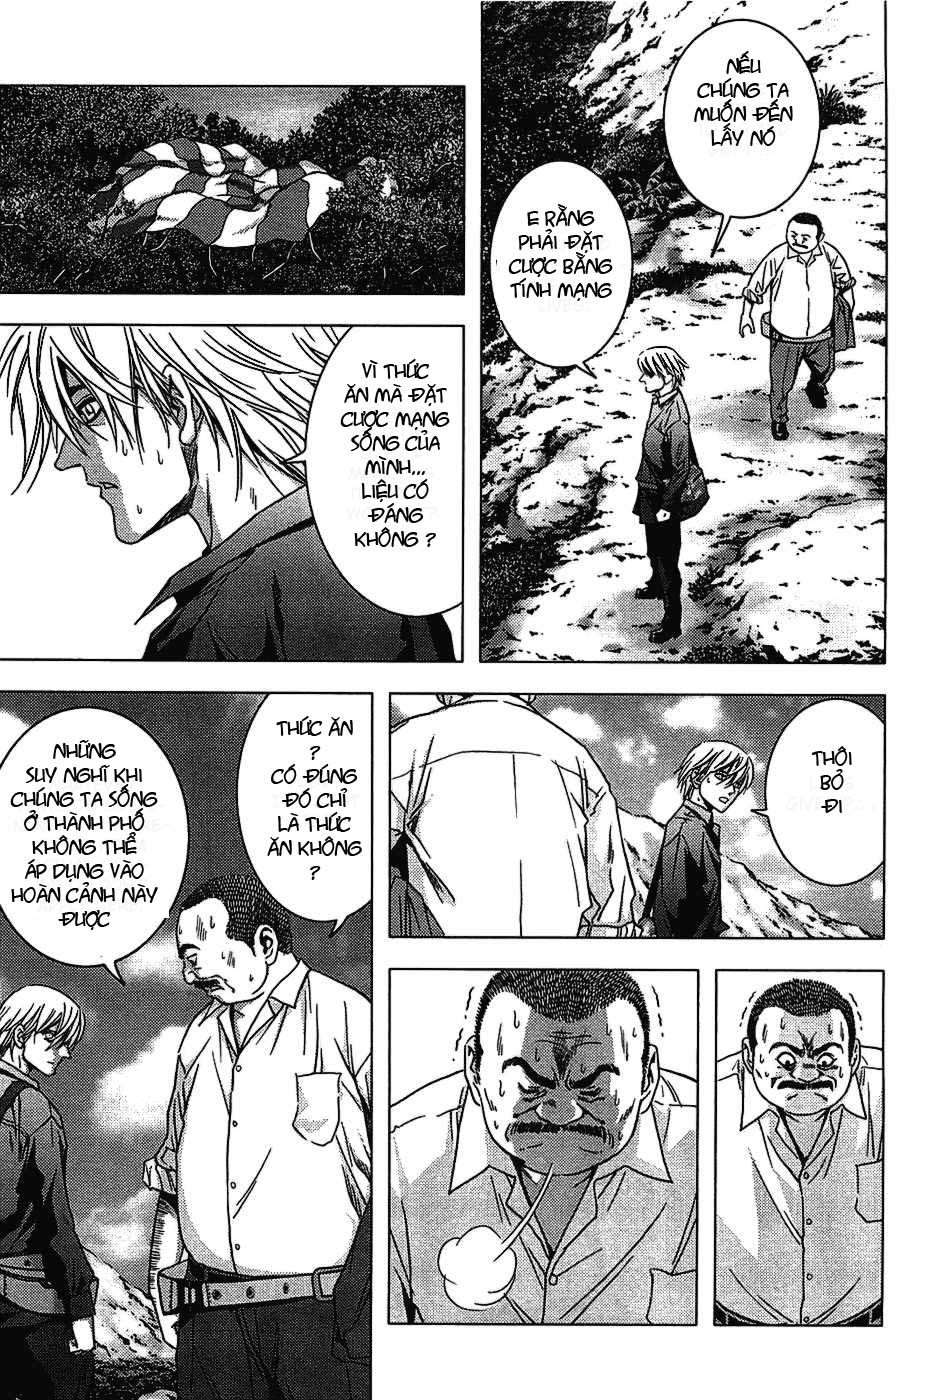 NẾU
CHÚNG TA
MUỐN ĐẾN
LẤY NÓ
E RẰNG
PHẢI ĐẶT
CƯỢC BẰNG
TÍNH MẠNG
VÌ THỨC
ĂN MÀ ĐẶT
CƯỢC MẠNG
SỐNG CỦA
MÌNH...
LIỆU CÓ
ĐÁNG
KHÔNG ?
THÔI
BỎ
ĐI
THỨC ĂN
?
CÓ ĐÚNG
ĐÓ CHỈ
LÀ THỨC
ĂN KHÔNG
?
NHỮNG
SUY NGHĨ KHI
CHÚNG TA SỐNG
Ở THÀNH PHỐ
KHÔNG THỂ
ÁP DỤNG VÀO
HOÀN CẢNH NÀY
ĐƯỢC